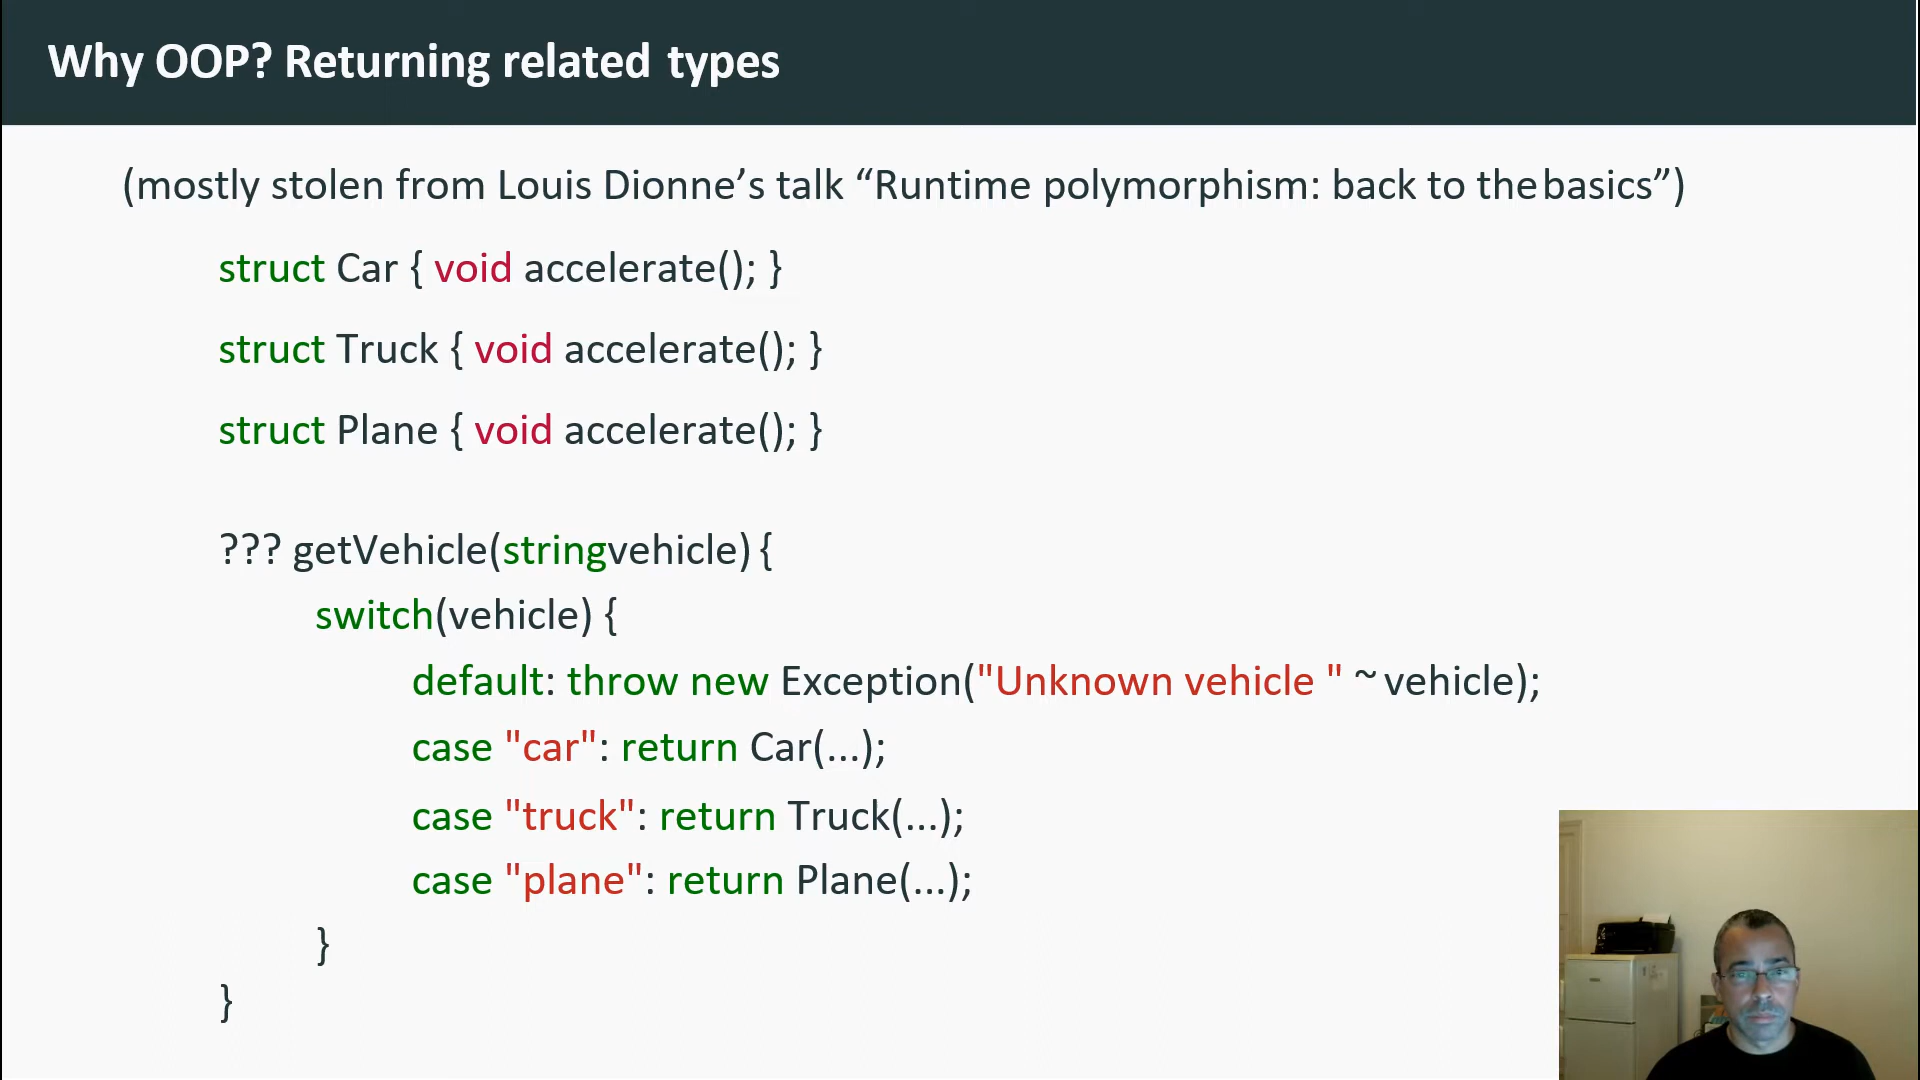 Why OOP? Returning related types
(mostly stolen from Louis Dionne’s talk “Runtime polymorphism: back to the basics”)
struct Car { void accelerate(); }
struct Truck { void accelerate(); }
struct Plane { void accelerate(); }
??? getVehicle(string vehicle) {
switch(vehicle) {
default: throw new Exception("Unknown vehicle " ~ vehicle);
case "car": return Car(...);
case "truck": return Truck(...);
case "plane": return Plane(...);
}
}